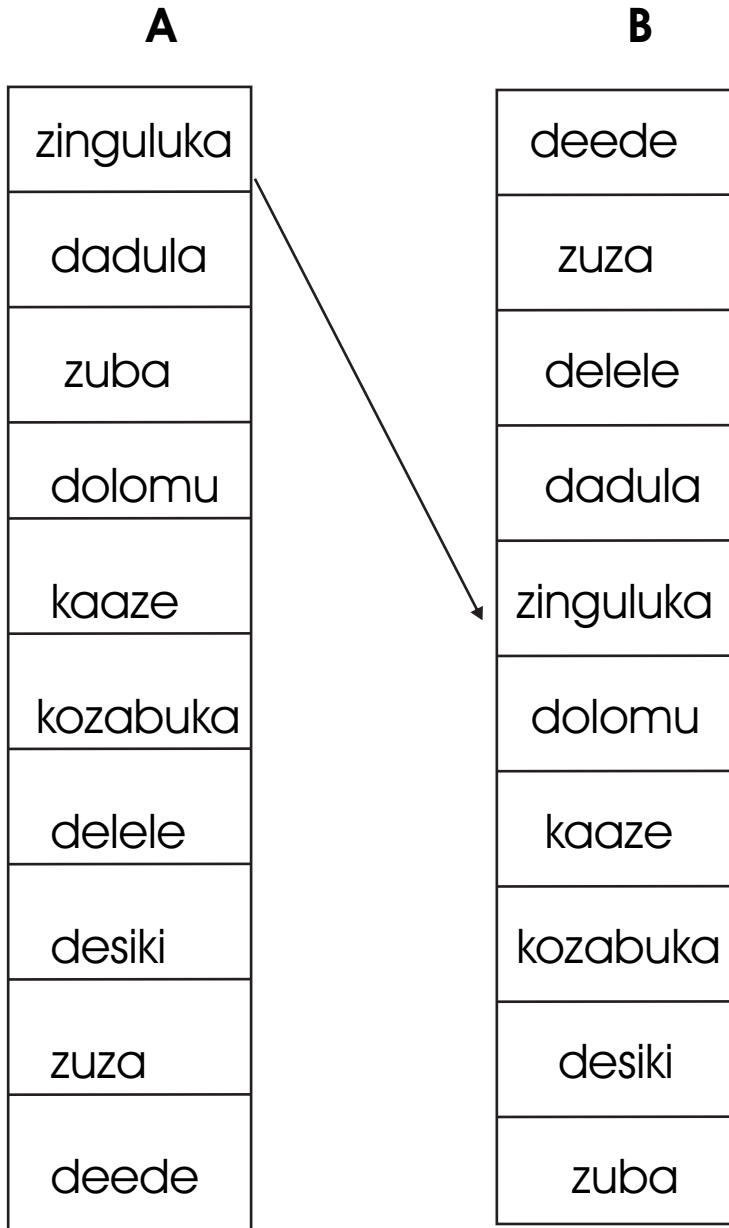 A B
zinguluka deede
dadula zuza
zuba delele
dolomu dadula
kaaze zinguluka
kozabuka dolomu
delele kaaze
desiki kozabuka
zuza desiki
deede zuba